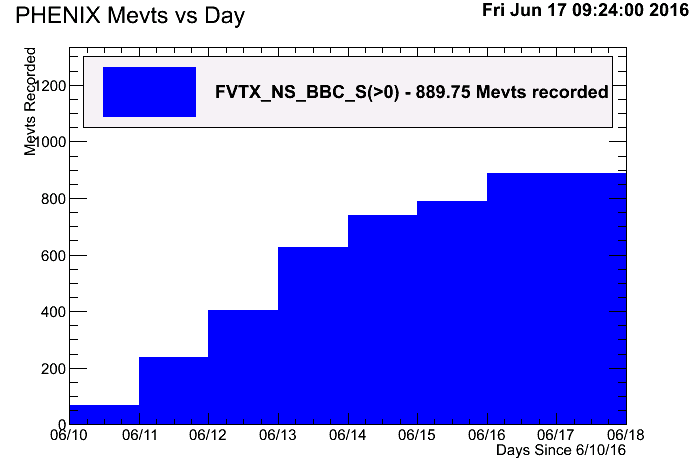 PHENIX Mevts vs Day
Fri Jun 17 09:24:00 2016
Mevts Recorded
FVTX_NS_BBC_S(>0) - 889.75 Mevts recorded
1200
1000
800
600
400
200
0
06/10 06/11 06/12 06/13 06/14 06/15 06/16 06/17 06/18
Days Since 6/10/16